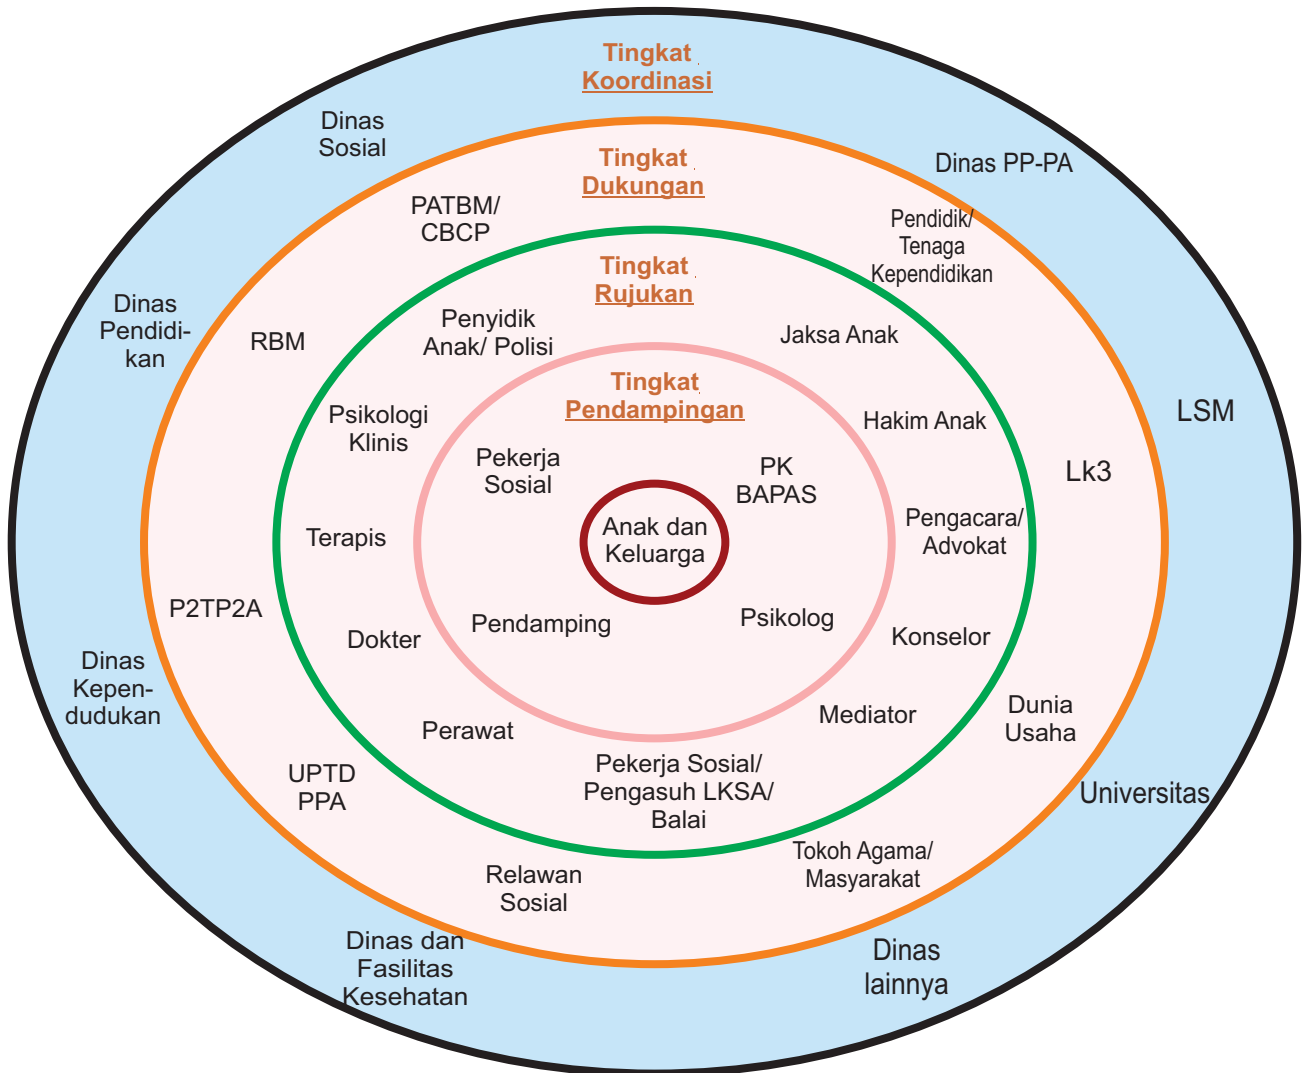 Tingkat
Koordinasi
Dinas
Sosial
Dinas PP-PA
Tingkat
Dukungan
PATBM/
CBCP
Pendidik/
Tenaga
Kependidikan
Tingkat
Rujukan
Dinas
Pendidi-
kan
RBM
Penyidik
Anak/ Polisi
Jaksa Anak
Tingkat
Pendampingan
Psikologi
Klinis
Hakim Anak
LSM
Pekerja
Sosial
PK
BAPAS
Lk3
Anak dan
Keluarga
Terapis
Pengacara/
Advokat
P2TP2A
Pendamping
Psikolog
Dokter
Konselor
Dinas
Kepen-
dudukan
Perawat
Mediator
Dunia
Usaha
UPTD
PPA
Pekerja Sosial/
Pengasuh LKSA/
Balai
Universitas
Relawan
Sosial
Tokoh Agama/
Masyarakat
Dinas dan
Fasilitas
Kesehatan
Dinas
lainnya